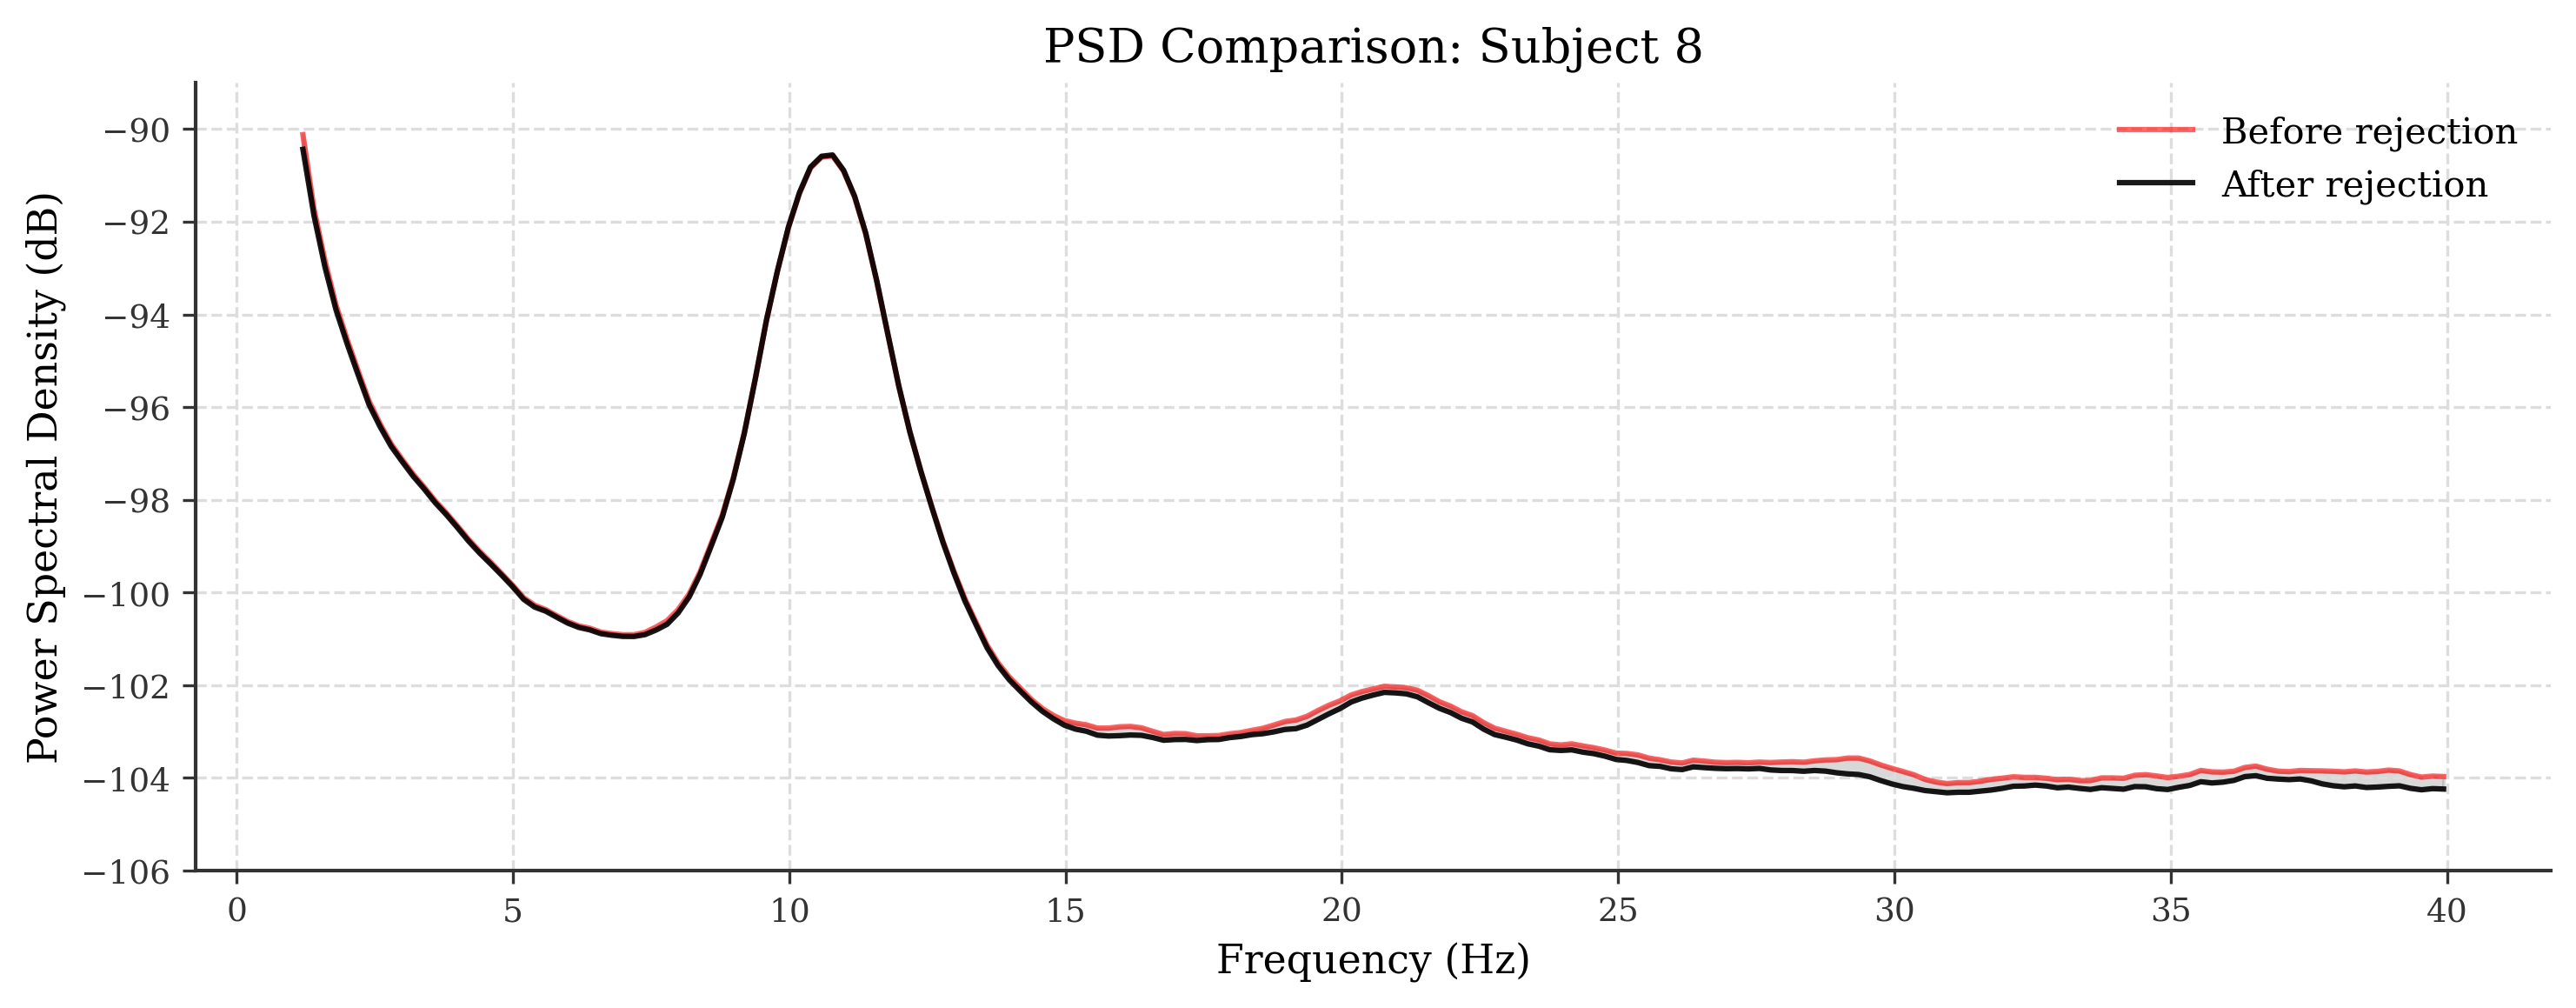 PSD Comparison: Subject 8
Before rejection
After rejection
Power Spectral Density (dB)
−90
−92
−94
−96
−98
−100
−102
−104
−106
0 5 10 15 20 25 30 35 40
Frequency (Hz)